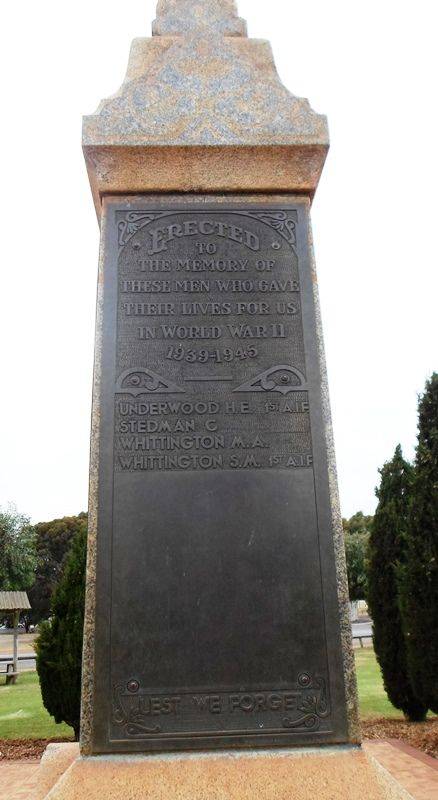 ERECTED
TO
THE MEMORY OF
THESE MEN WHO GAVE
THEIR LIVES FOR US
IN WORLD WAR II
1939-1945
UNDERWOOD H.E. 1ST A.I.F
STEDMAN C
WHITTINGTON M.A.
WHITTINGTON S.M. 1ST A.I.F
LEST WE FORGET